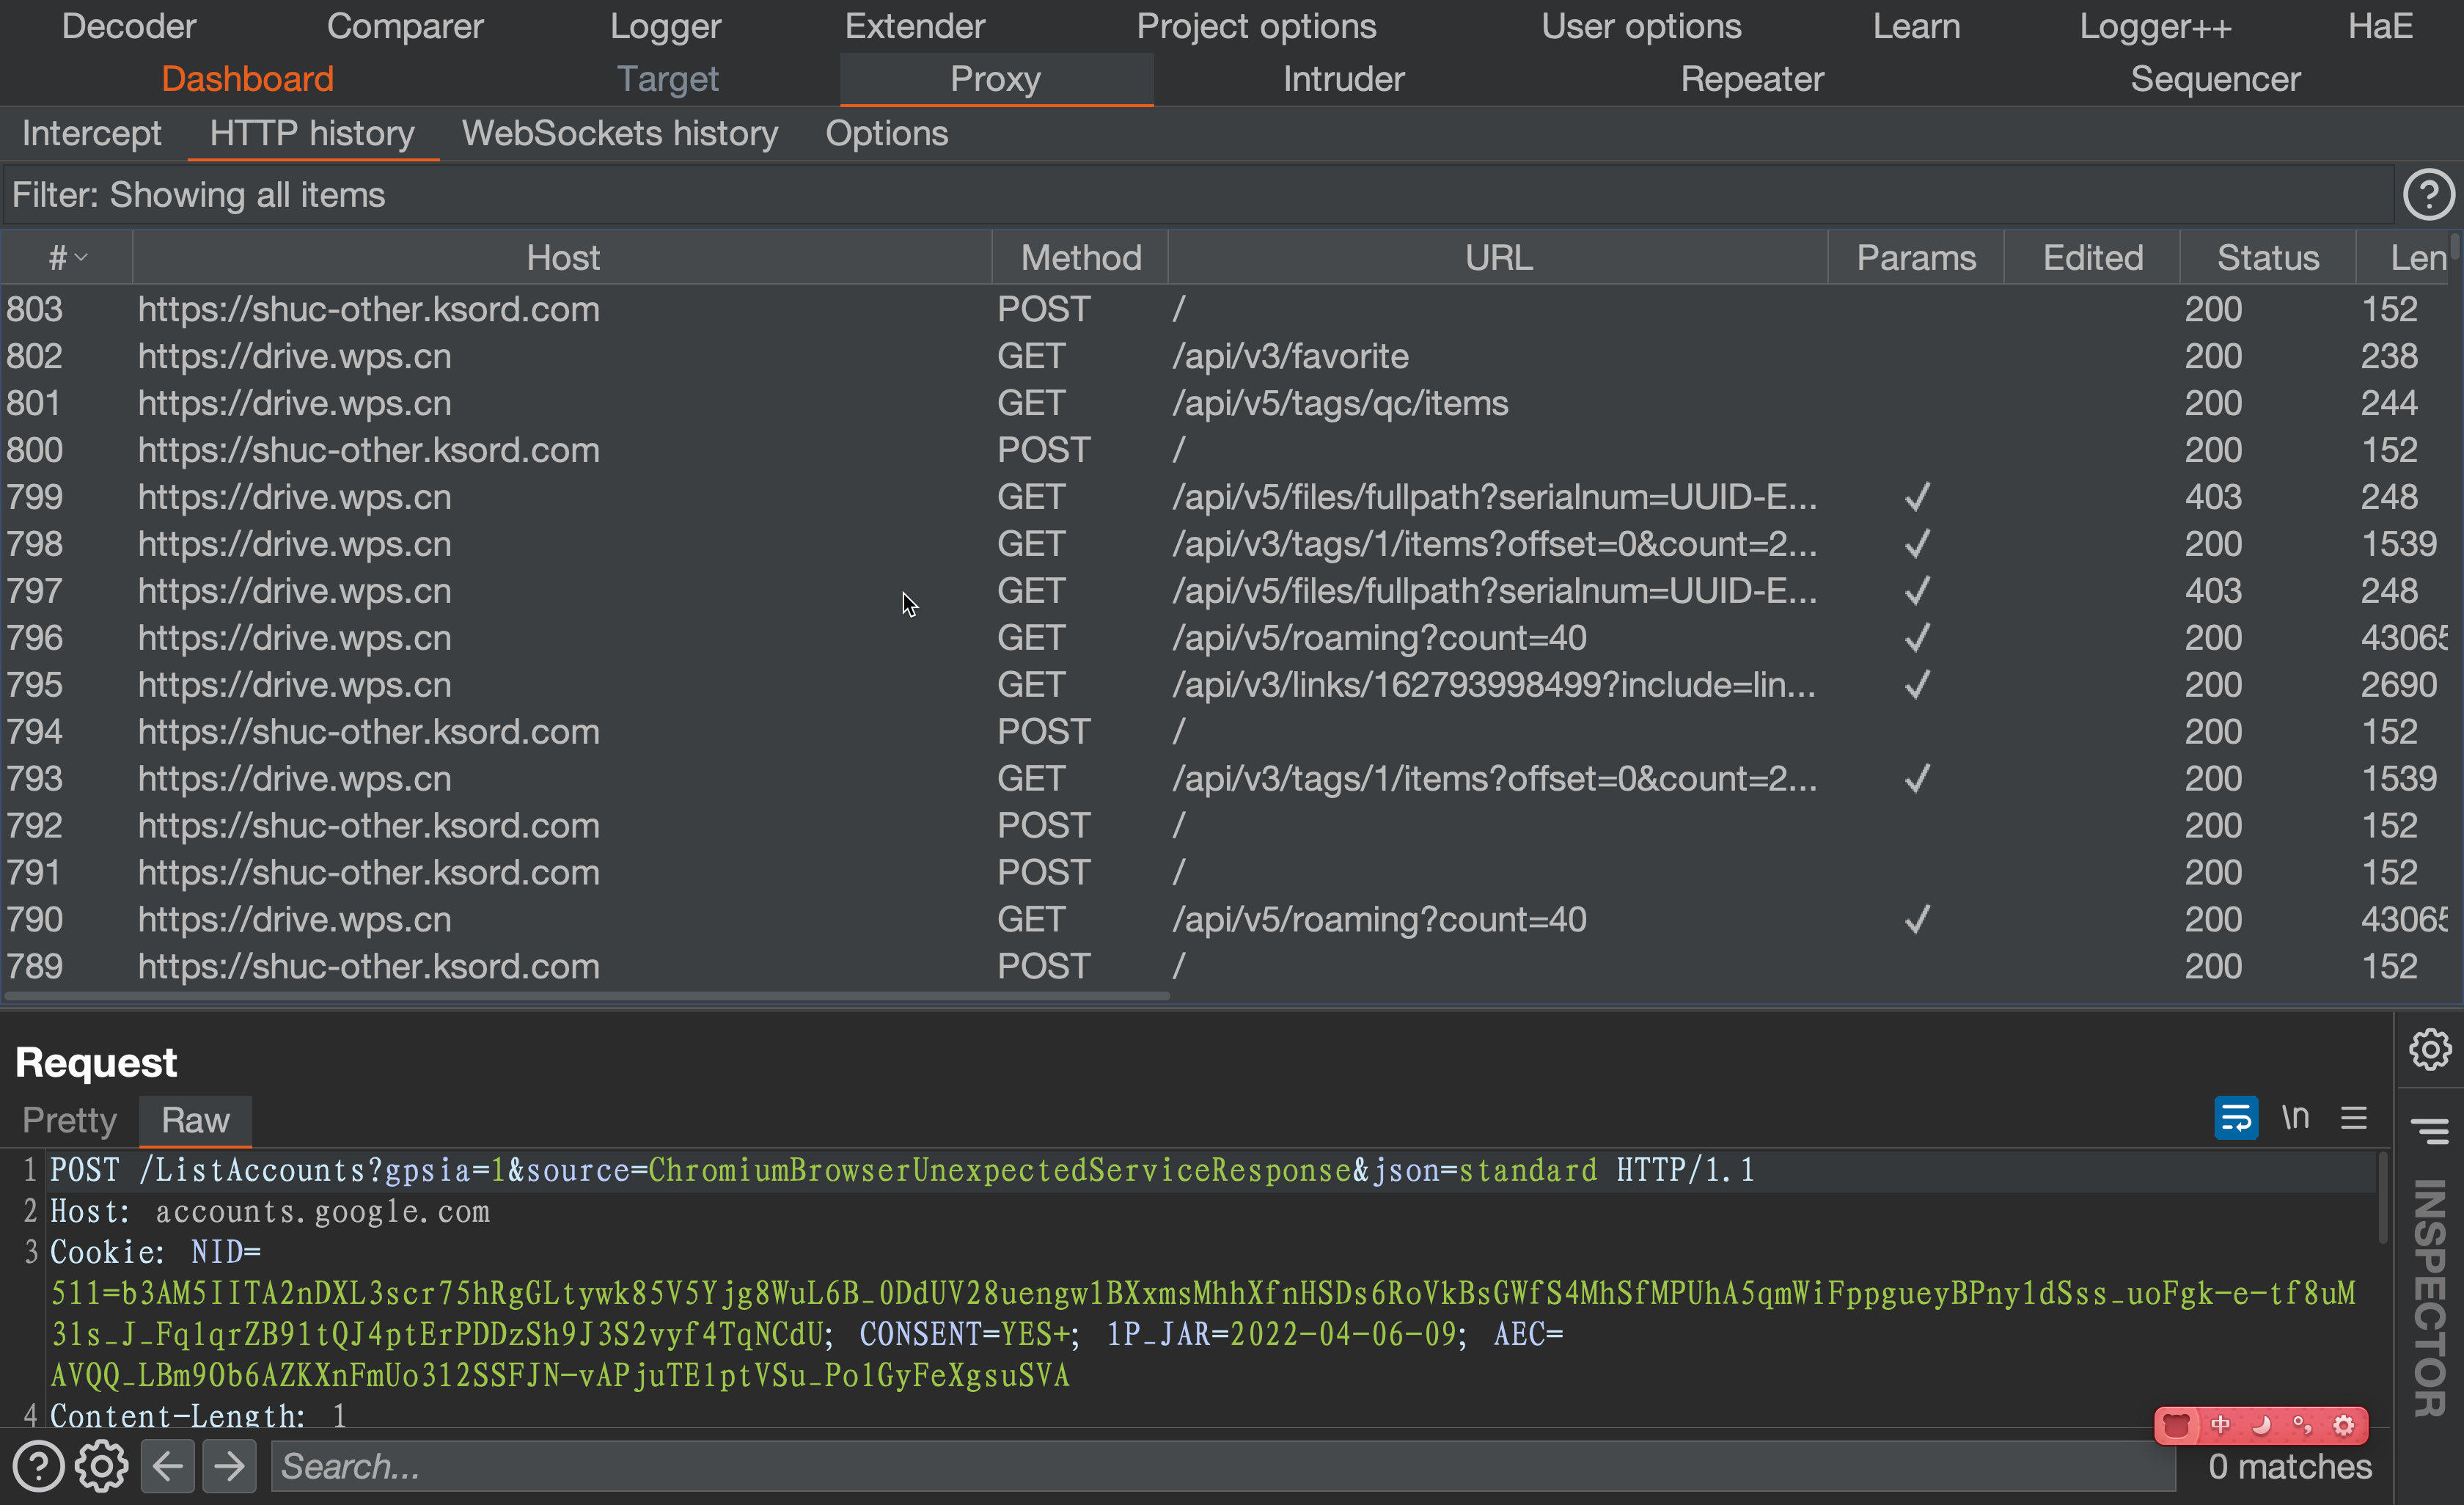 Decoder Comparer Logger Extender Project options User options Learn Logger++ HaE
Dashboard Target Proxy Intruder Repeater Sequencer
Intercept HTTP history WebSockets history Options
Filter: Showing all items
# Host Method URL Params Edited Status Len
803 https://shuc-other.ksord.com POST / 200 152
802 https://drive.wps.cn GET /api/v3/favorite 200 238
801 https://drive.wps.cn GET /api/v5/tags/qc/items 200 244
800 https://shuc-other.ksord.com POST / 200 152
799 https://drive.wps.cn GET /api/v5/files/fullpath?serialnum=UUID-E... ✓ 403 248
798 https://drive.wps.cn GET /api/v3/tags/1/items?offset=0&count=2... ✓ 200 1539
797 https://drive.wps.cn GET /api/v5/files/fullpath?serialnum=UUID-E... ✓ 403 248
796 https://drive.wps.cn GET /api/v5/roaming?count=40 ✓ 200 43065
795 https://drive.wps.cn GET /api/v3/links/162793998499?include=lin... ✓ 200 2690
794 https://shuc-other.ksord.com POST / 200 152
793 https://drive.wps.cn GET /api/v3/tags/1/items?offset=0&count=2... ✓ 200 1539
792 https://shuc-other.ksord.com POST / 200 152
791 https://shuc-other.ksord.com POST / 200 152
790 https://drive.wps.cn GET /api/v5/roaming?count=40 ✓ 200 43065
789 https://shuc-other.ksord.com POST / 200 152
Request
Pretty Raw \n
1 POST /ListAccounts?gpsia=1&source=ChromiumBrowserUnexpectedServiceResponse&json=standard HTTP/1.1
2 Host: accounts.google.com
3 Cookie: NID=
511=b3AM5IITA2nDXL3scr75hRgGLtywk85V5Yjg8WuL6B_0DdUV28uengw1BXxmsMhhXfnHSDs6RoVkBsGWfS4MhSfMPUhA5qmWiFppgueyBPny1dSss_uoFgk-e-tf8uM
31s_J_Fq1qrZB91tQJ4ptErPDDzSh9J3S2vyf4TqNCdU; CONSENT=YES+; 1P_JAR=2022-04-06-09; AEC=
AVQQ_LBm9Ob6AZKXnFmUo312SSFJN-vAPjuTE1ptVSu_Po1GyFeXgsuSVA
4 Content-Length: 1
INSPECTOR
中
Search...
0 matches